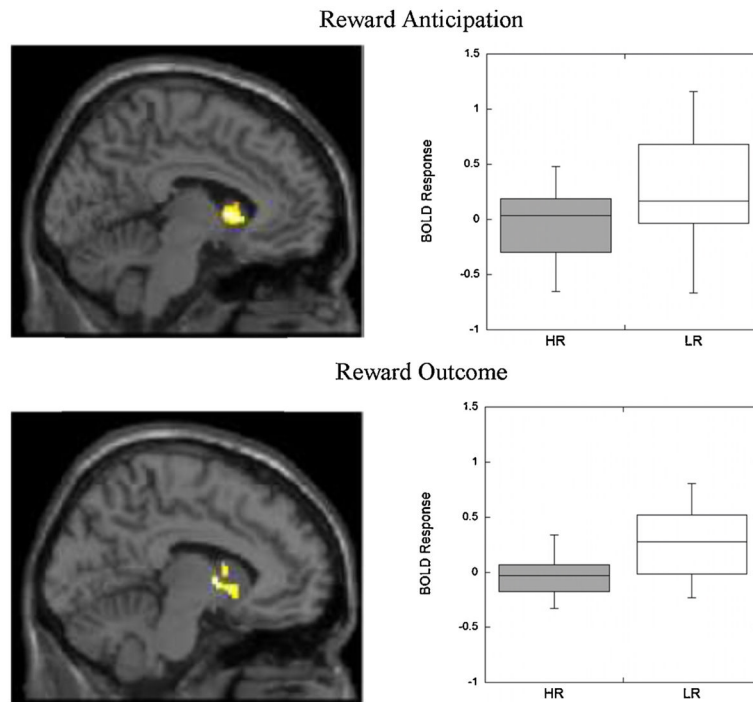 Reward Anticipation
1.5
1
0.5
0
-0.5
-1
BOLD Response
HR LR
Reward Outcome
1.5
1
0.5
0
-0.5
-1
BOLD Response
HR LR